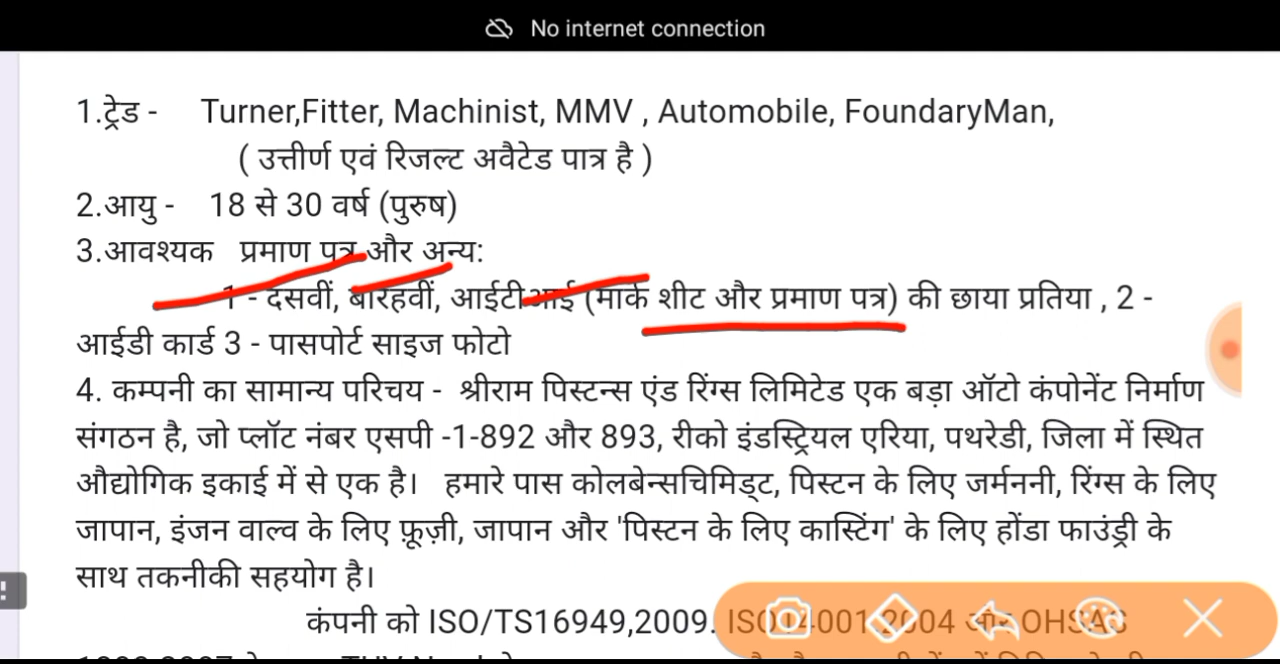 No internet connection
1.ट्रेड - Turner,Fitter, Machinist, MMV , Automobile, FoundaryMan,
( उत्तीर्ण एवं रिजल्ट अवैटेड पात्र है )
2.आयु - 18 से 30 वर्ष (पुरुष)
3.आवश्यक प्रमाण पत्र और अन्य:
1 - दसवीं, बारहवीं, आईटीआई (मार्क शीट और प्रमाण पत्र) की छाया प्रतिया , 2 -
आईडी कार्ड 3 - पासपोर्ट साइज फोटो
4. कम्पनी का सामान्य परिचय - श्रीराम पिस्टन्स एंड रिंग्स लिमिटेड एक बड़ा ऑटो कंपोनेंट निर्माण
संगठन है, जो प्लॉट नंबर एसपी -1-892 और 893, रीको इंडस्ट्रियल एरिया, पथरेडी, जिला में स्थित
औद्योगिक इकाई में से एक है। हमारे पास कोलबेन्सचिमिड्ट, पिस्टन के लिए जर्मननी, रिंग्स के लिए
जापान, इंजन वाल्व के लिए फ़ूज़ी, जापान और 'पिस्टन के लिए कास्टिंग' के लिए होंडा फाउंड्री के
साथ तकनीकी सहयोग है।
कंपनी को ISO/TS16949,2009. ISO14001,2004 और OHSAS